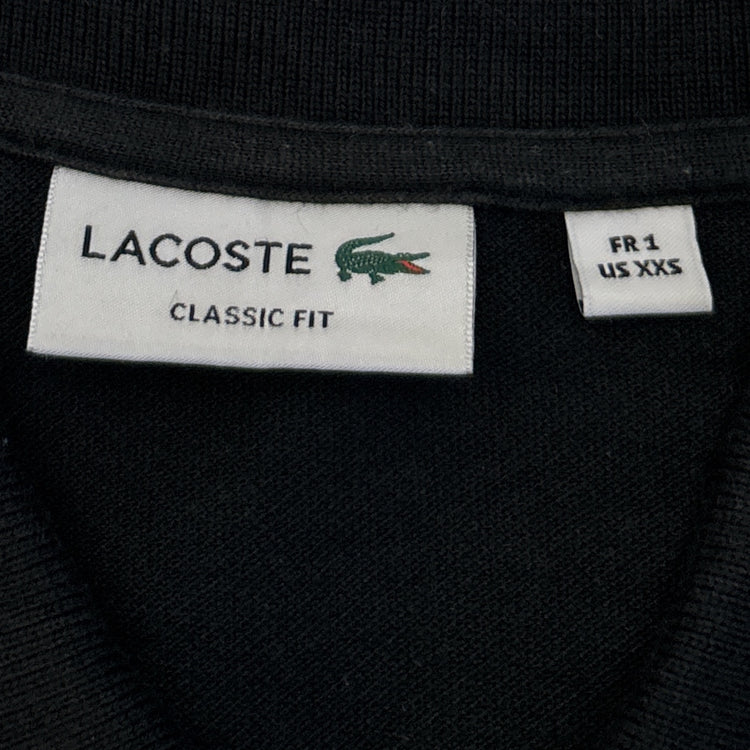 LACOSTE
CLASSIC FIT
FR 1
US XXS